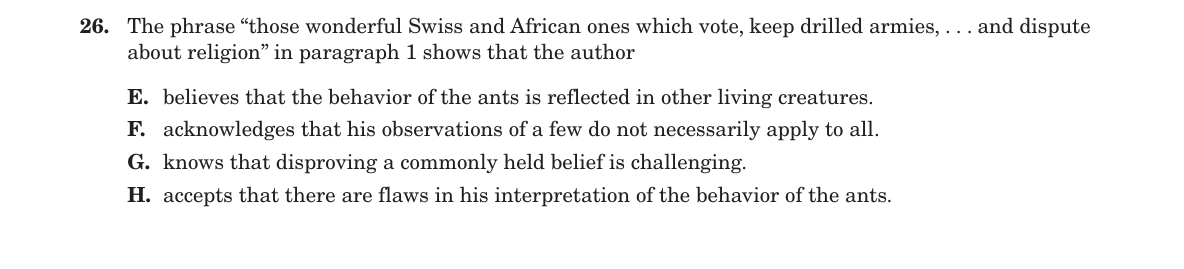 26. The phrase “those wonderful Swiss and African ones which vote, keep drilled armies, . . . and dispute
about religion” in paragraph 1 shows that the author
E. believes that the behavior of the ants is reflected in other living creatures.
F. acknowledges that his observations of a few do not necessarily apply to all.
G. knows that disproving a commonly held belief is challenging.
H. accepts that there are flaws in his interpretation of the behavior of the ants.